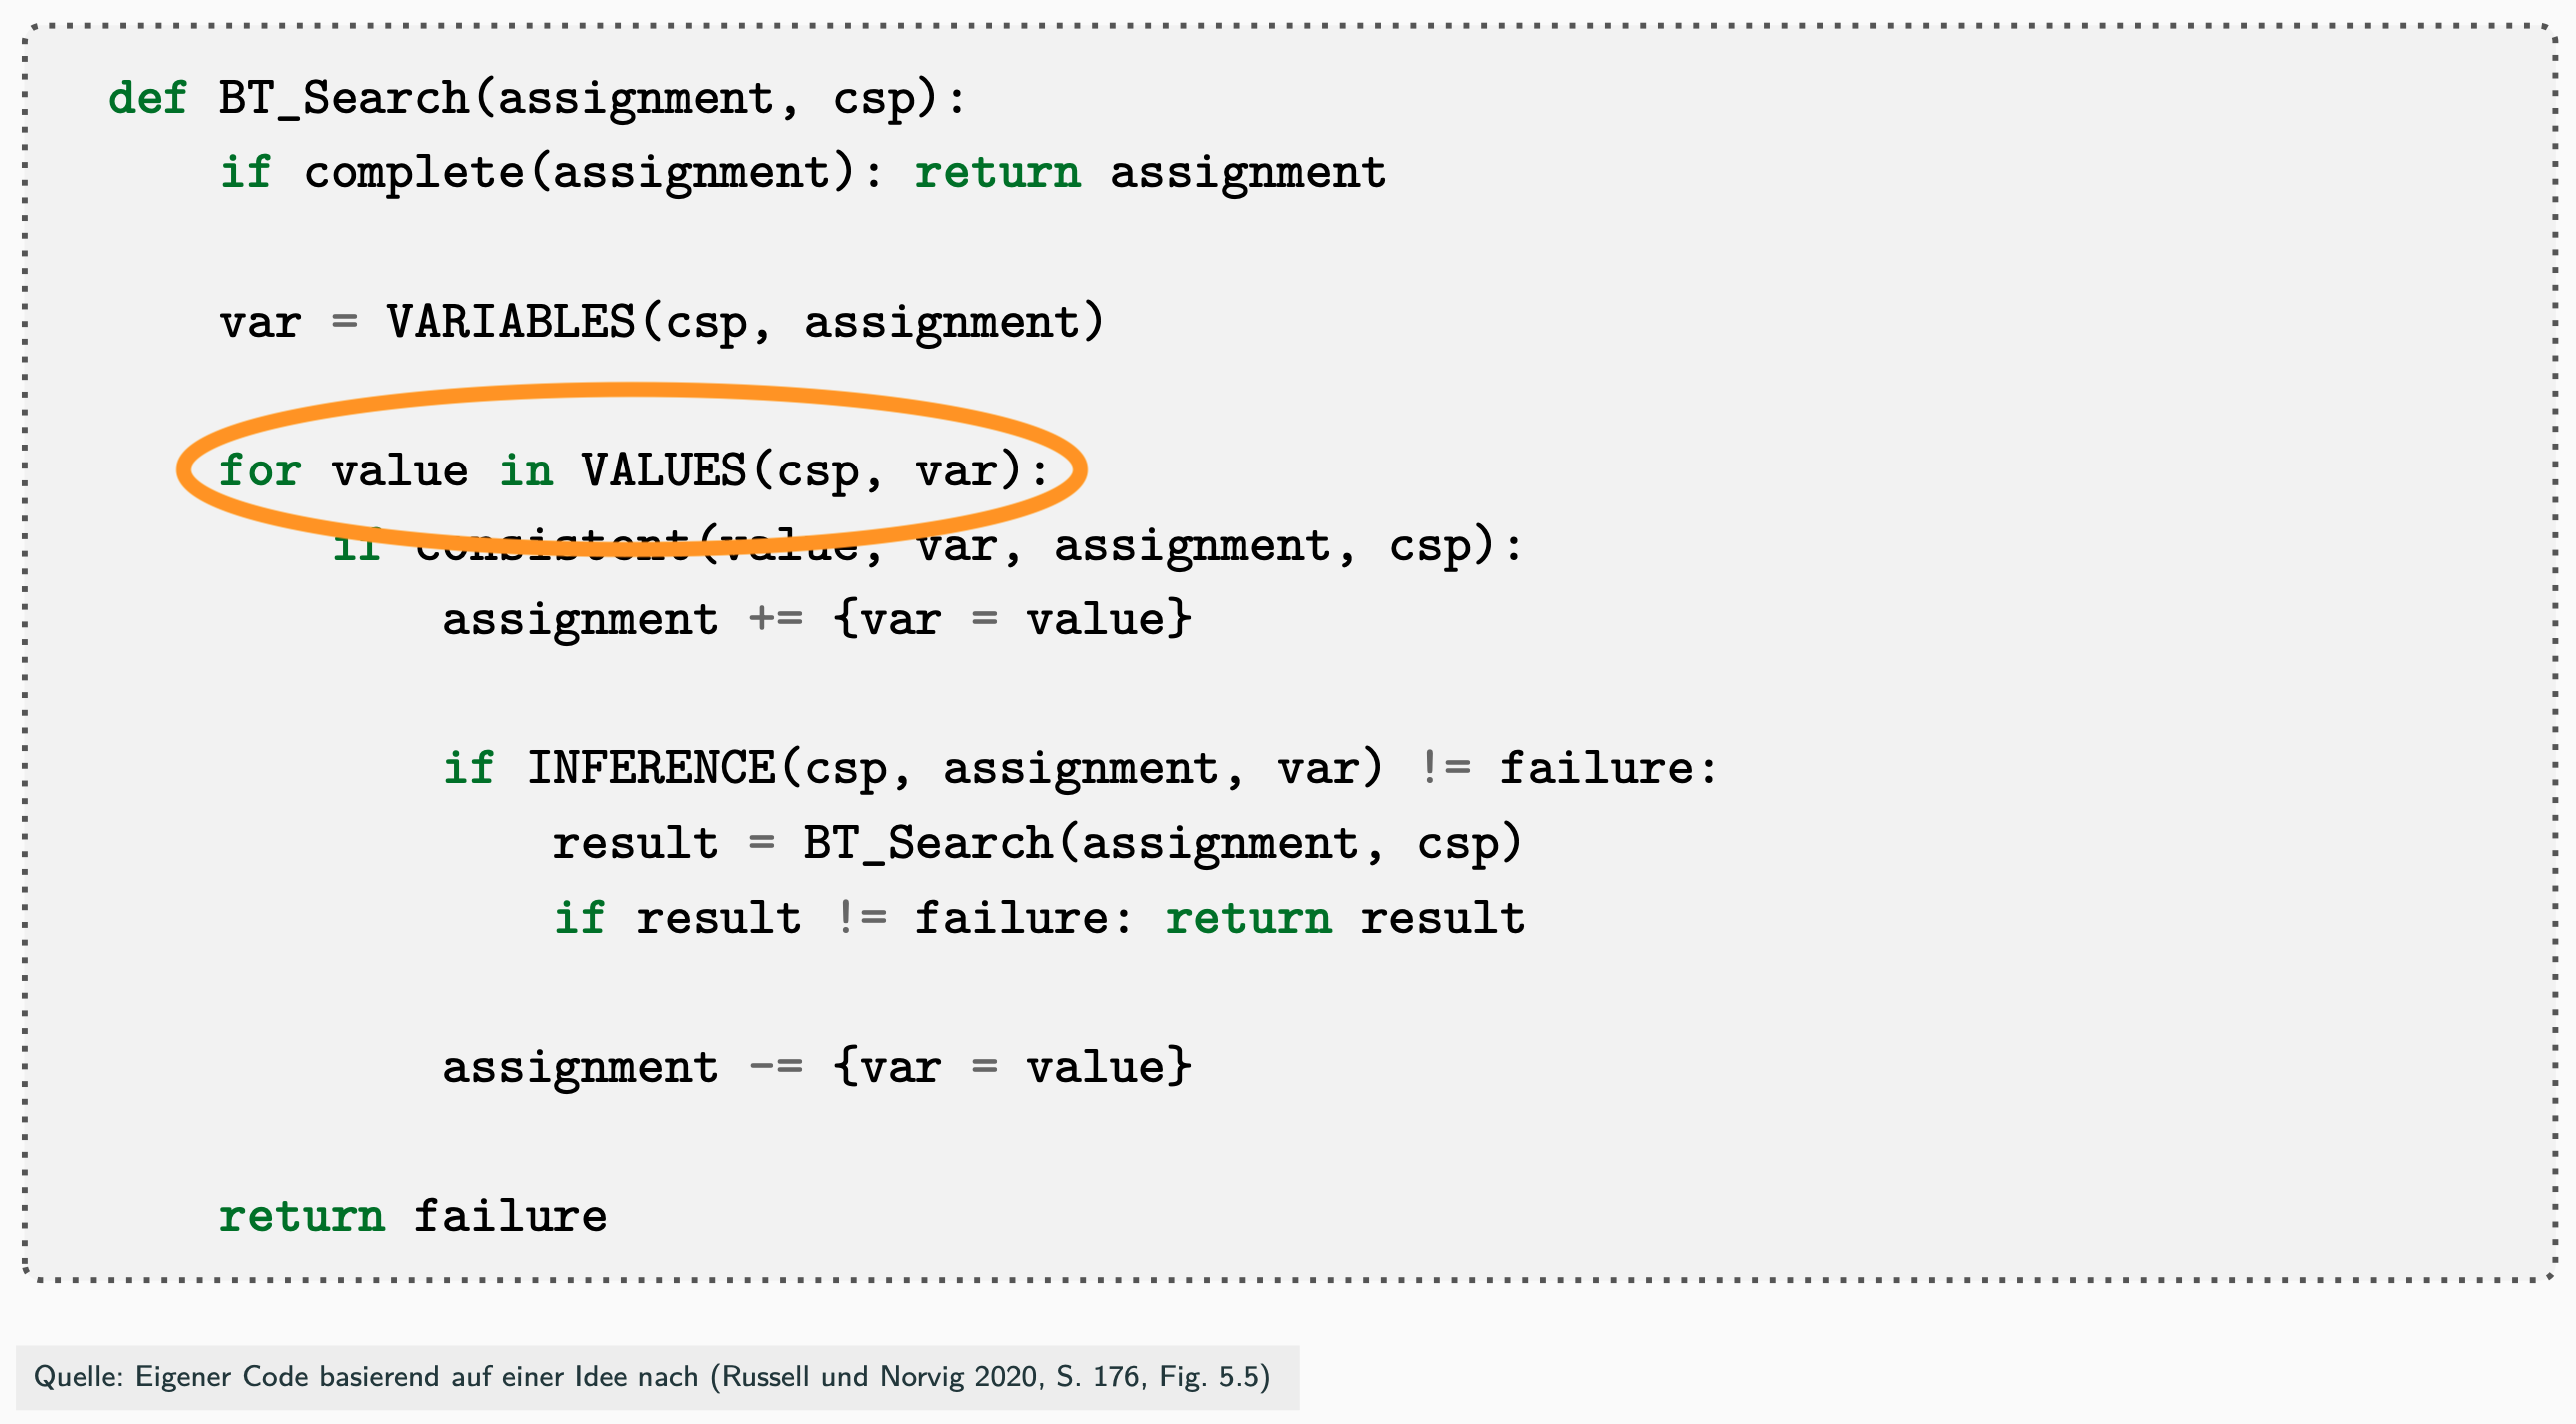 def BT_Search(assignment, csp):
if complete(assignment): return assignment
var = VARIABLES(csp, assignment)
for value in VALUES(csp, var):
if consistent(value, var, assignment, csp):
assignment += {var = value}
if INFERENCE(csp, assignment, var) != failure:
result = BT_Search(assignment, csp)
if result != failure: return result
assignment -= {var = value}
return failure
Quelle: Eigener Code basierend auf einer Idee nach (Russell und Norvig 2020, S. 176, Fig. 5.5)